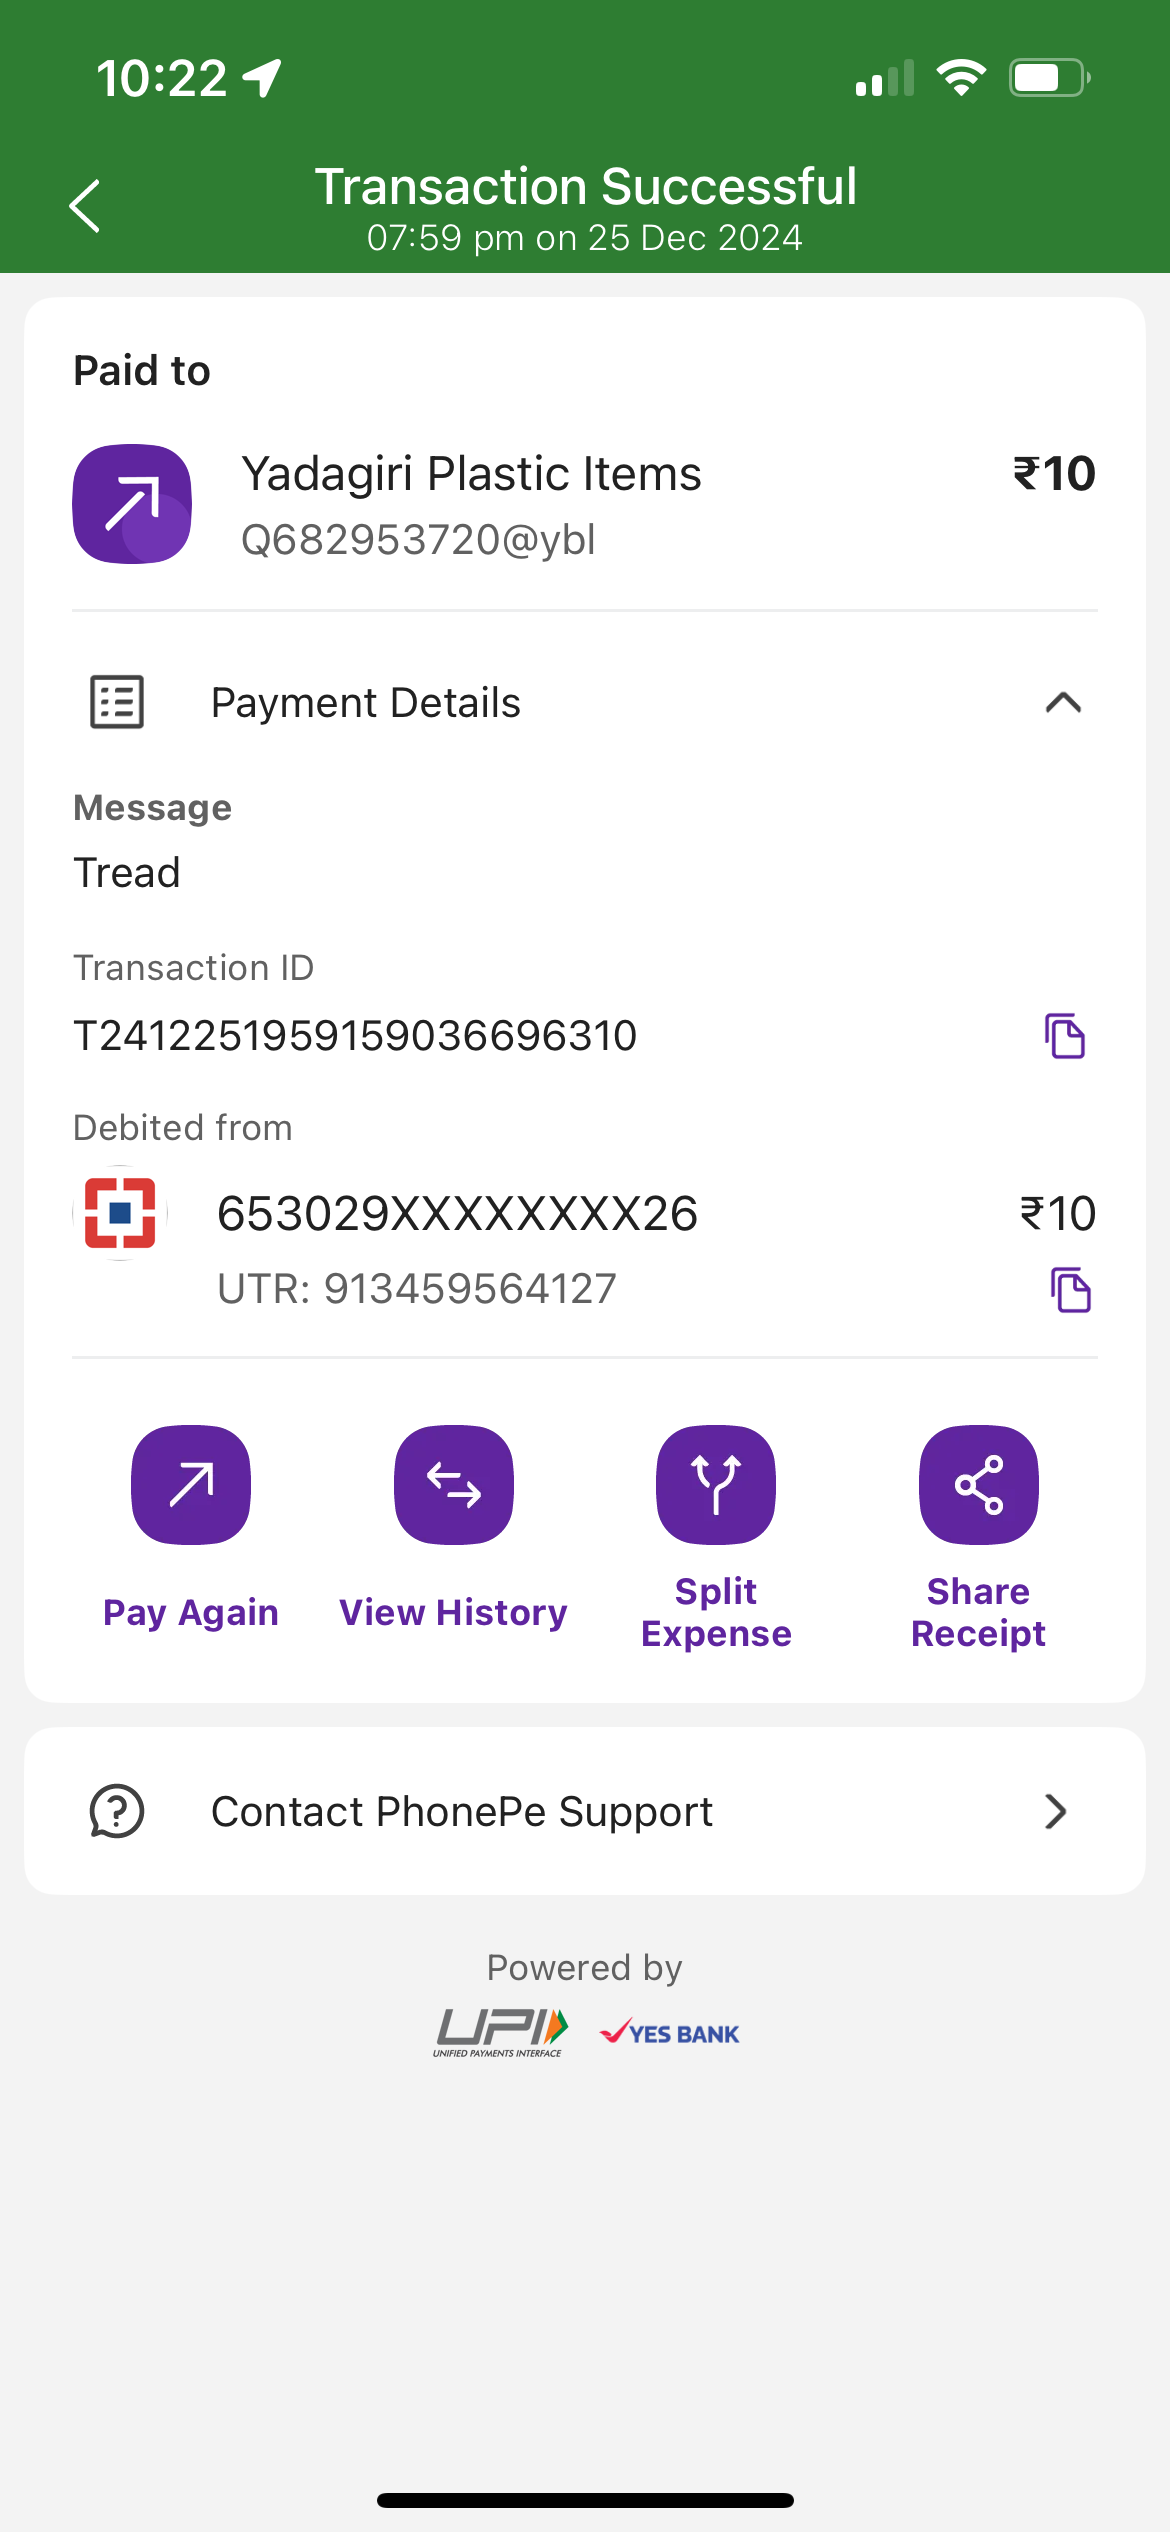 10:22
Transaction Successful
07:59 pm on 25 Dec 2024
Paid to
Yadagiri Plastic Items ₹10
Q682953720@ybl
Payment Details
Message
Tread
Transaction ID
T2412251959159036696310
Debited from
653029XXXXXXXX26 ₹10
UTR: 913459564127
Pay Again
View History
Split Expense
Share Receipt
Contact PhonePe Support
Powered by
UPI YES BANK
UNIFIED PAYMENTS INTERFACE